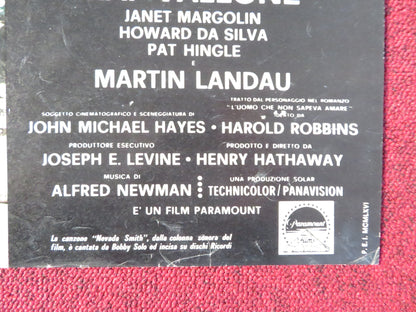 JANET MARGOLIN
HOWARD DA SILVA
PAT HINGLE
E
MARTIN LANDAU
TRATTO DAL PERSONAGGIO NEL ROMANZO
SOGGETTO CINEMATOGRAFICO E SCENEGGIATURA DI
"L'UOMO CHE NON SAPEVA AMARE"
DA
JOHN MICHAEL HAYES • HAROLD ROBBINS
PRODUTTORE ESECUTIVO
PRODOTTO E DIRETTO DA
JOSEPH E. LEVINE • HENRY HATHAWAY
MUSICA DI
UNA PRODUZIONE SOLAR
ALFRED NEWMAN
TECHNICOLOR / PANAVISION
E' UN FILM PARAMOUNT
Paramount
La canzone "Nevada Smith", dalla colonna sonora del
film, è cantata da Bobby Solo ed incisa su dischi Ricordi
P.E.I. MCMLXVI